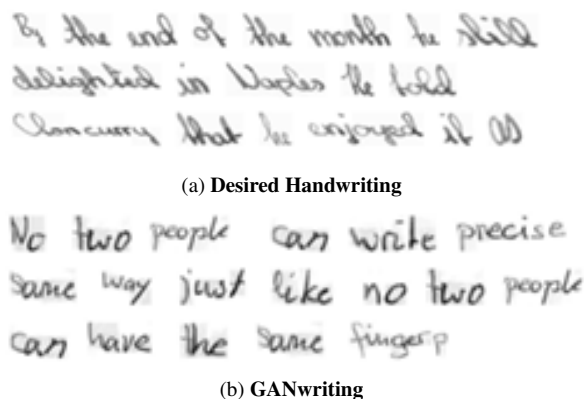 By the end of the month he still
delighted in Naples He told
Cloncurry that he enjoyed it as
(a) Desired Handwriting
No two people can write precise
same way just like no two people
can have the same fingerp
(b) GANwriting